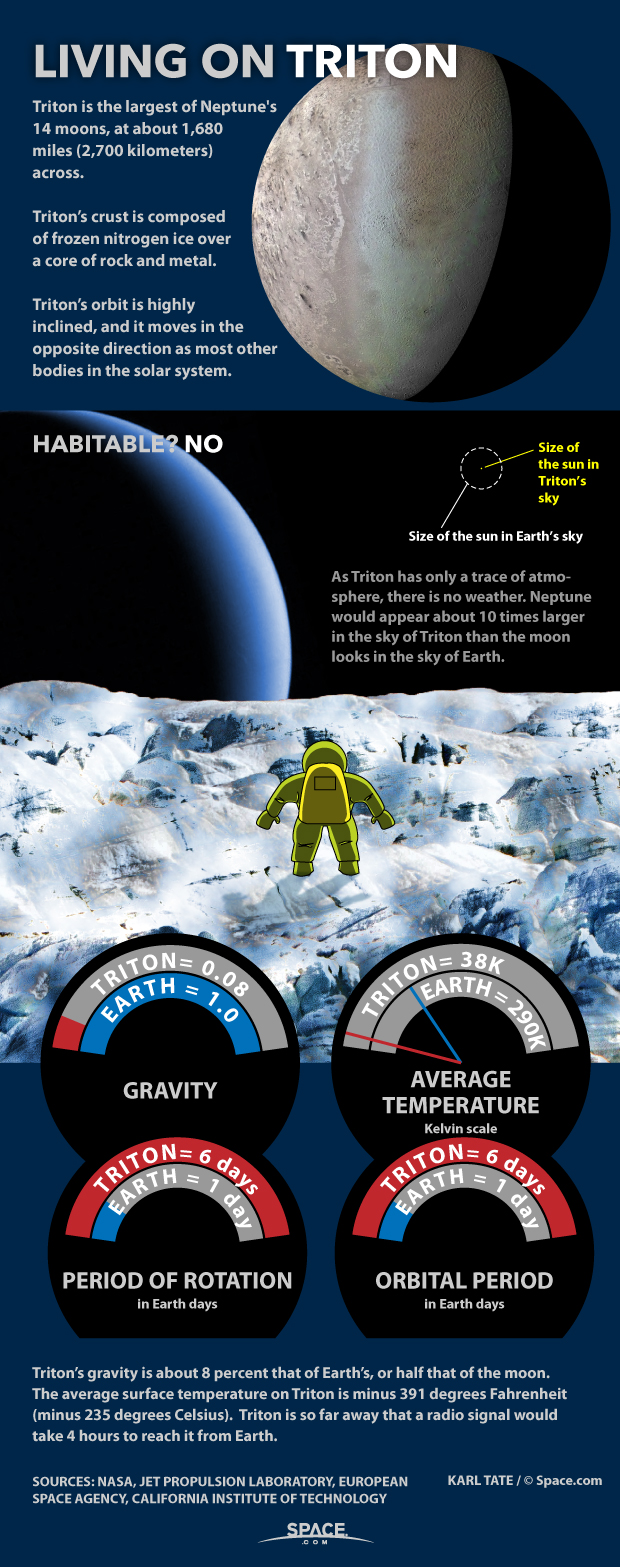 LIVING ON TRITON
Triton is the largest of Neptune's
14 moons, at about 1,680
miles (2,700 kilometers)
across.
Triton's crust is composed
of frozen nitrogen ice over
a core of rock and metal.
Triton's orbit is highly
inclined, and it moves in the
opposite direction as most other
bodies in the solar system.
HABITABLE? NO
Size of
the sun in
Triton's
sky
Size of the sun in Earth's sky
As Triton has only a trace of atmo-
sphere, there is no weather. Neptune
would appear about 10 times larger
in the sky of Triton than the moon
looks in the sky of Earth.
TRITON= 0.08
EARTH = 1.0
GRAVITY
TRITON= 38K
EARTH = 290K
AVERAGE
TEMPERATURE
Kelvin scale
TRITON= 6 days
EARTH = 1 day
PERIOD OF ROTATION
in Earth days
TRITON= 6 days
EARTH = 1 day
ORBITAL PERIOD
in Earth days
Triton's gravity is about 8 percent that of Earth's, or half that of the moon.
The average surface temperature on Triton is minus 391 degrees Fahrenheit
(minus 235 degrees Celsius).  Triton is so far away that a radio signal would
take 4 hours to reach it from Earth.
SOURCES: NASA, JET PROPULSION LABORATORY, EUROPEAN
SPACE AGENCY, CALIFORNIA INSTITUTE OF TECHNOLOGY
KARL TATE / © Space.com
SPACE.
.COM